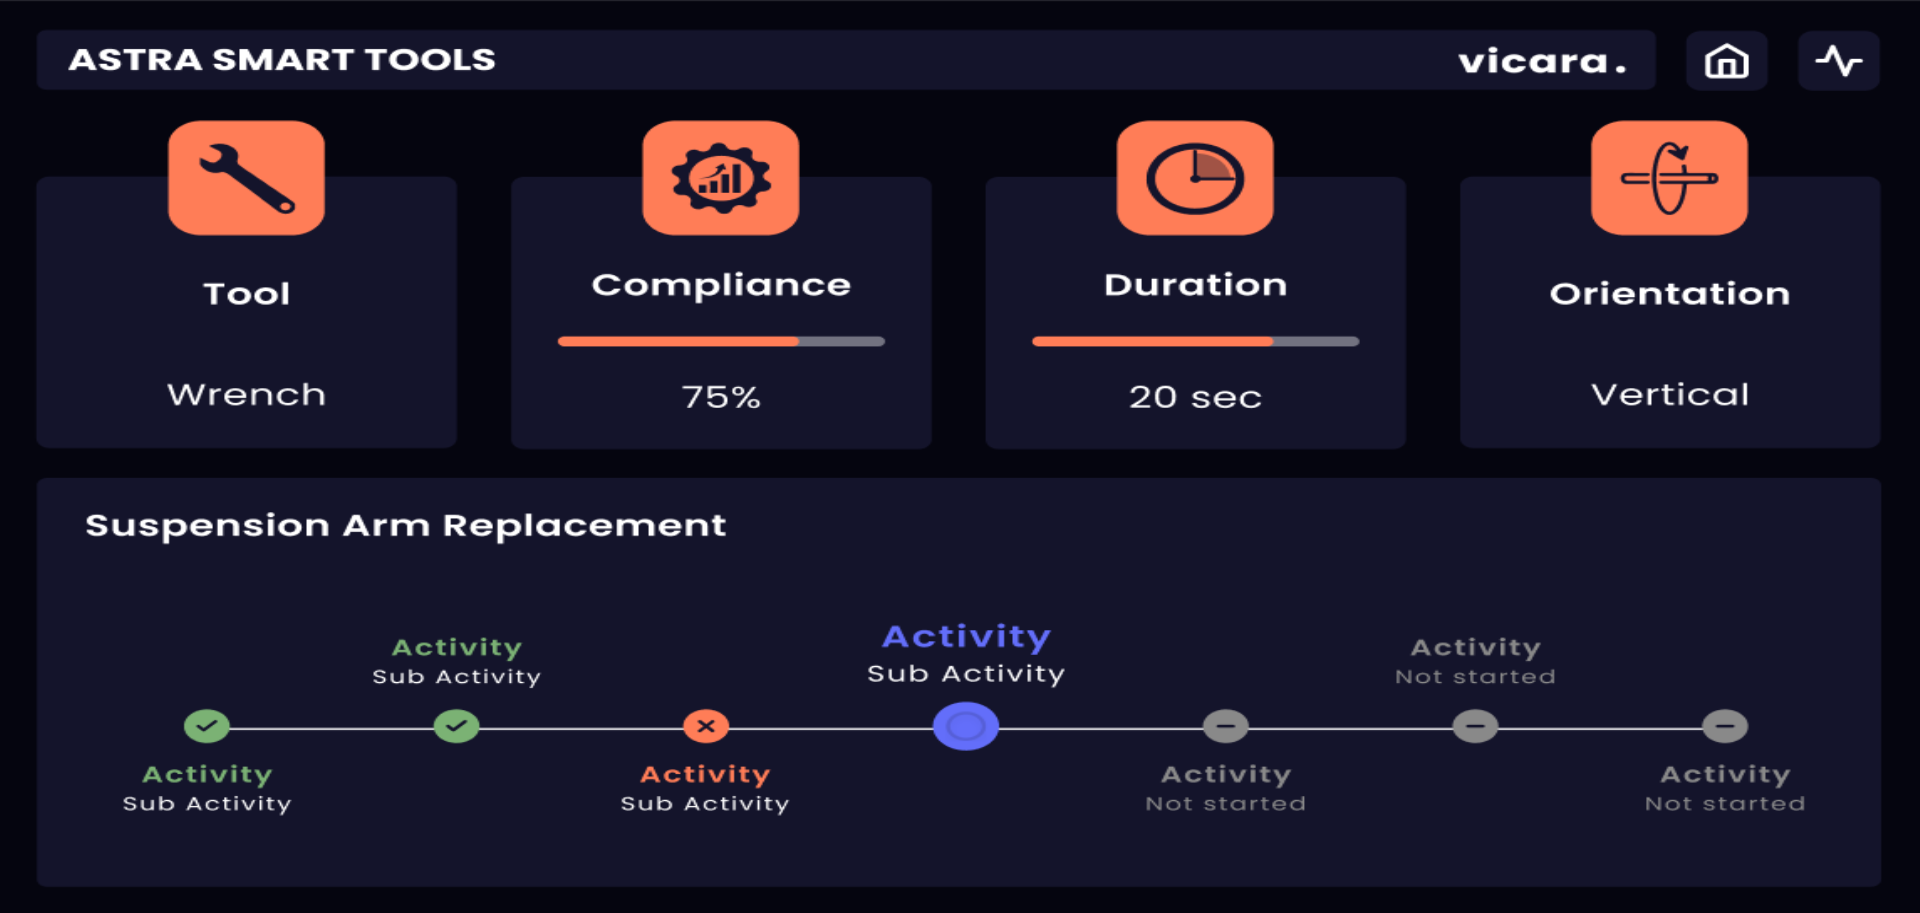 ASTRA SMART TOOLS
vicara.
Tool
Wrench
Compliance
75%
Duration
20 sec
Orientation
Vertical
Suspension Arm Replacement
Activity
Sub Activity
Activity
Sub Activity
Activity
Sub Activity
Activity
Sub Activity
Activity
Not started
Activity
Not started
Activity
Not started